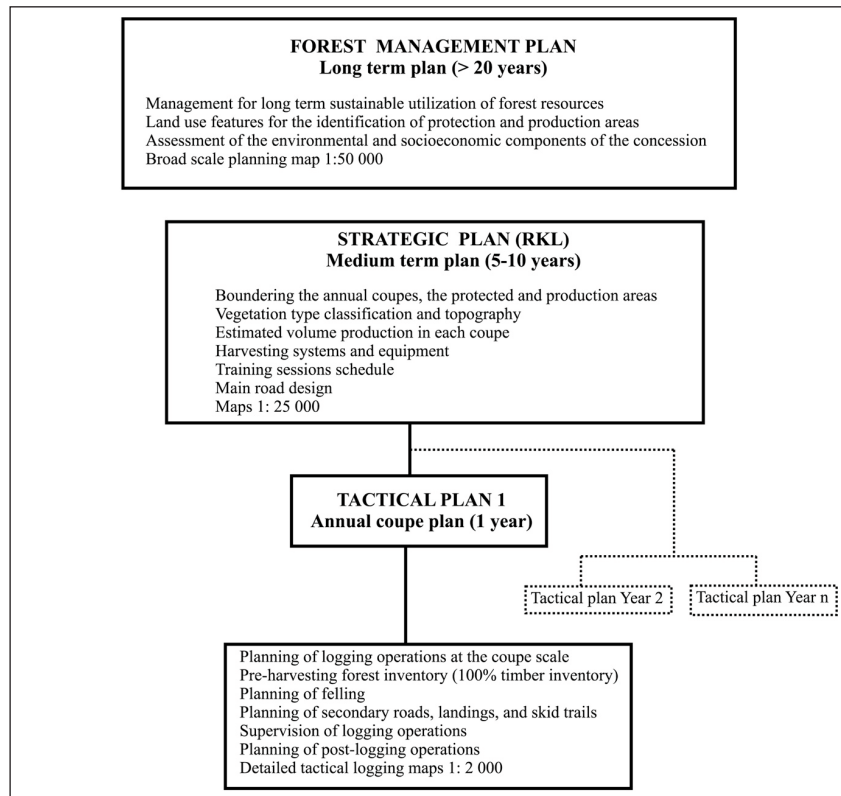 FOREST MANAGEMENT PLAN
Long term plan (> 20 years)
Management for long term sustainable utilization of forest resources
Land use features for the identification of protection and production areas
Assessment of the environmental and socioeconomic components of the concession
Broad scale planning map 1:50 000
STRATEGIC PLAN (RKL)
Medium term plan (5-10 years)
Boundering the annual coupes, the protected and production areas
Vegetation type classification and topography
Estimated volume production in each coupe
Harvesting systems and equipment
Training sessions schedule
Main road design
Maps 1: 25 000
TACTICAL PLAN 1
Annual coupe plan (1 year)
Tactical plan Year 2
Tactical plan Year n
Planning of logging operations at the coupe scale
Pre-harvesting forest inventory (100% timber inventory)
Planning of felling
Planning of secondary roads, landings, and skid trails
Supervision of logging operations
Planning of post-logging operations
Detailed tactical logging maps 1: 2 000